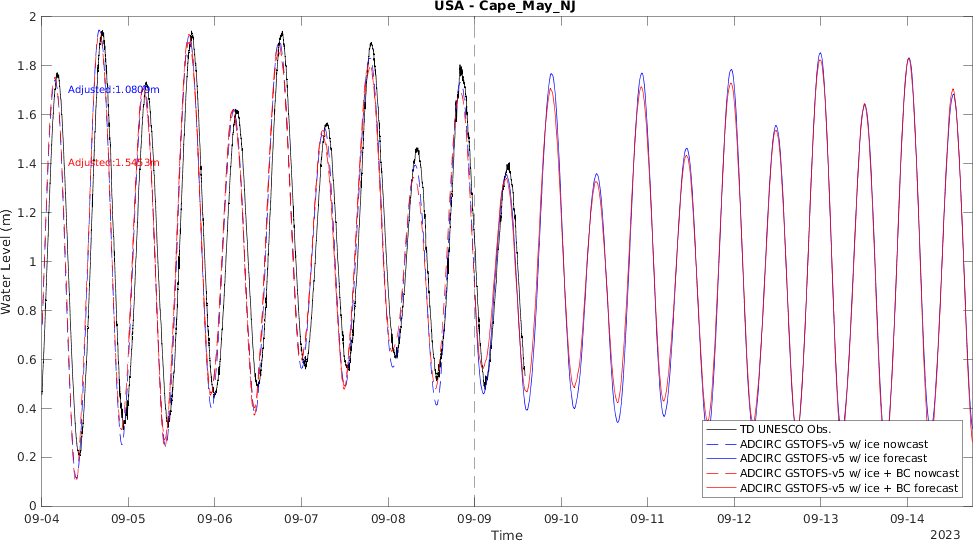 USA - Cape_May_NJ
2
1.8
1.6
1.4
1.2
1
0.8
0.6
0.4
0.2
0
Water Level (m)
Adjusted:1.0809m
Adjusted:1.5453m
TD UNESCO Obs.
ADCIRC GSTOFS-v5 w/ ice nowcast
ADCIRC GSTOFS-v5 w/ ice forecast
ADCIRC GSTOFS-v5 w/ ice + BC nowcast
ADCIRC GSTOFS-v5 w/ ice + BC forecast
09-04 09-05 09-06 09-07 09-08 09-09 09-10 09-11 09-12 09-13 09-14
Time
2023